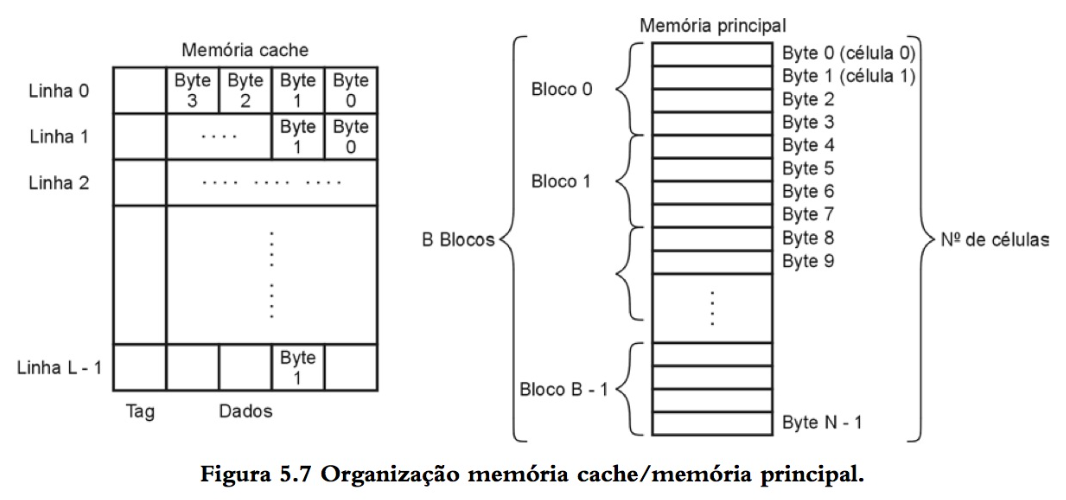 Memória cache
Linha 0
Byte 3
Byte 2
Byte 1
Byte 0
Linha 1
. . . .
Byte 1
Byte 0
Linha 2
. . . . . . . . . . . .
Linha L - 1
Byte 1
Tag
Dados
Memória principal
B Blocos
Bloco 0
Bloco 1
Bloco B - 1
Byte 0 (célula 0)
Byte 1 (célula 1)
Byte 2
Byte 3
Byte 4
Byte 5
Byte 6
Byte 7
Byte 8
Byte 9
Byte N - 1
Nº de células
Figura 5.7 Organização memória cache/memória principal.